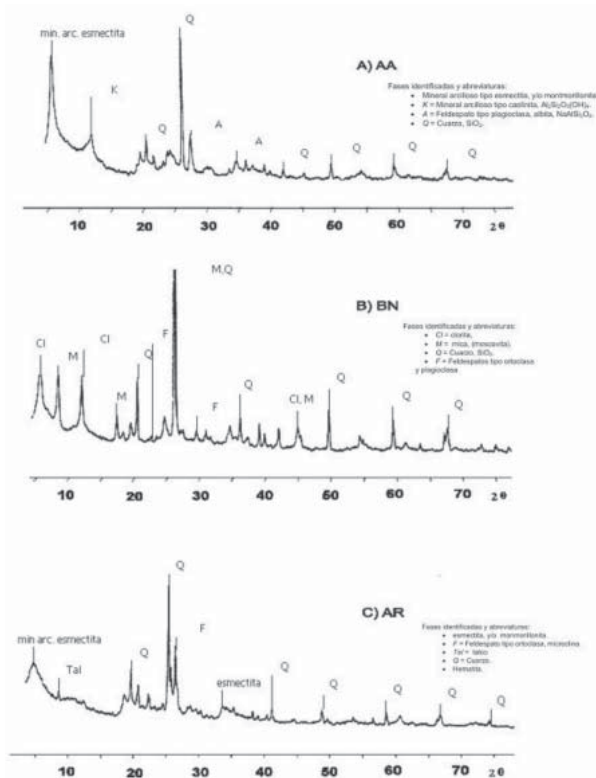 Q
min. arc. esmectita
A) AA
Fases identificadas y abreviaturas:
• Mineral arcilloso tipo esmectita, y/o montmorillonita
• K = Mineral arcilloso tipo caolinita, Al₂Si₂O₅(OH)₄.
• A = Feldespato tipo plagioclasa, albita, NaAlSi₃O₈.
• Q = Cuarzo, SiO₂.
K
A
A
Q
Q
Q
Q
Q
10 20 30 40 50 60 70 2θ
M,Q
B) BN
Fases identificadas y abreviaturas:
• Cl = clorita,
• M = mica, (moscovita),
• Q = Cuarzo, SiO₂.
• F = Feldespatos tipo ortoclasa
y plagioclasa
Cl
M
Cl
M
Q
F
F
Q
Cl, M
Q
Q
Q
10 20 30 40 50 60 70 2θ
Q
C) AR
Fases identificadas y abreviaturas:
• esmectita, y/o monmorillonita
• F = Feldespato tipo ortoclasa, microclina
• Tal = talco
• Q = Cuarzo.
• Hematita.
min arc. esmectita
Tal
Q
F
esmectita
Q
Q
Q
Q
Q
10 20 30 40 50 60 70 2θ